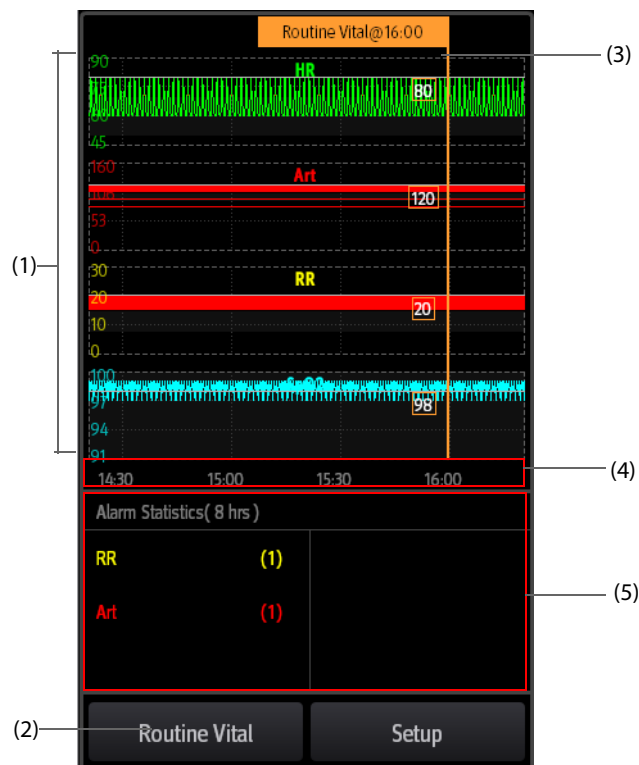 Routine Vital@16:00
(3)
(1)
90
HR
80
45
160
Art
120
53
0
30
RR
20
20
10
0
100
97
98
94
91
14:30 15:00 15:30 16:00
(4)
Alarm Statistics( 8 hrs )
RR (1)
Art (1)
(5)
(2)
Routine Vital
Setup